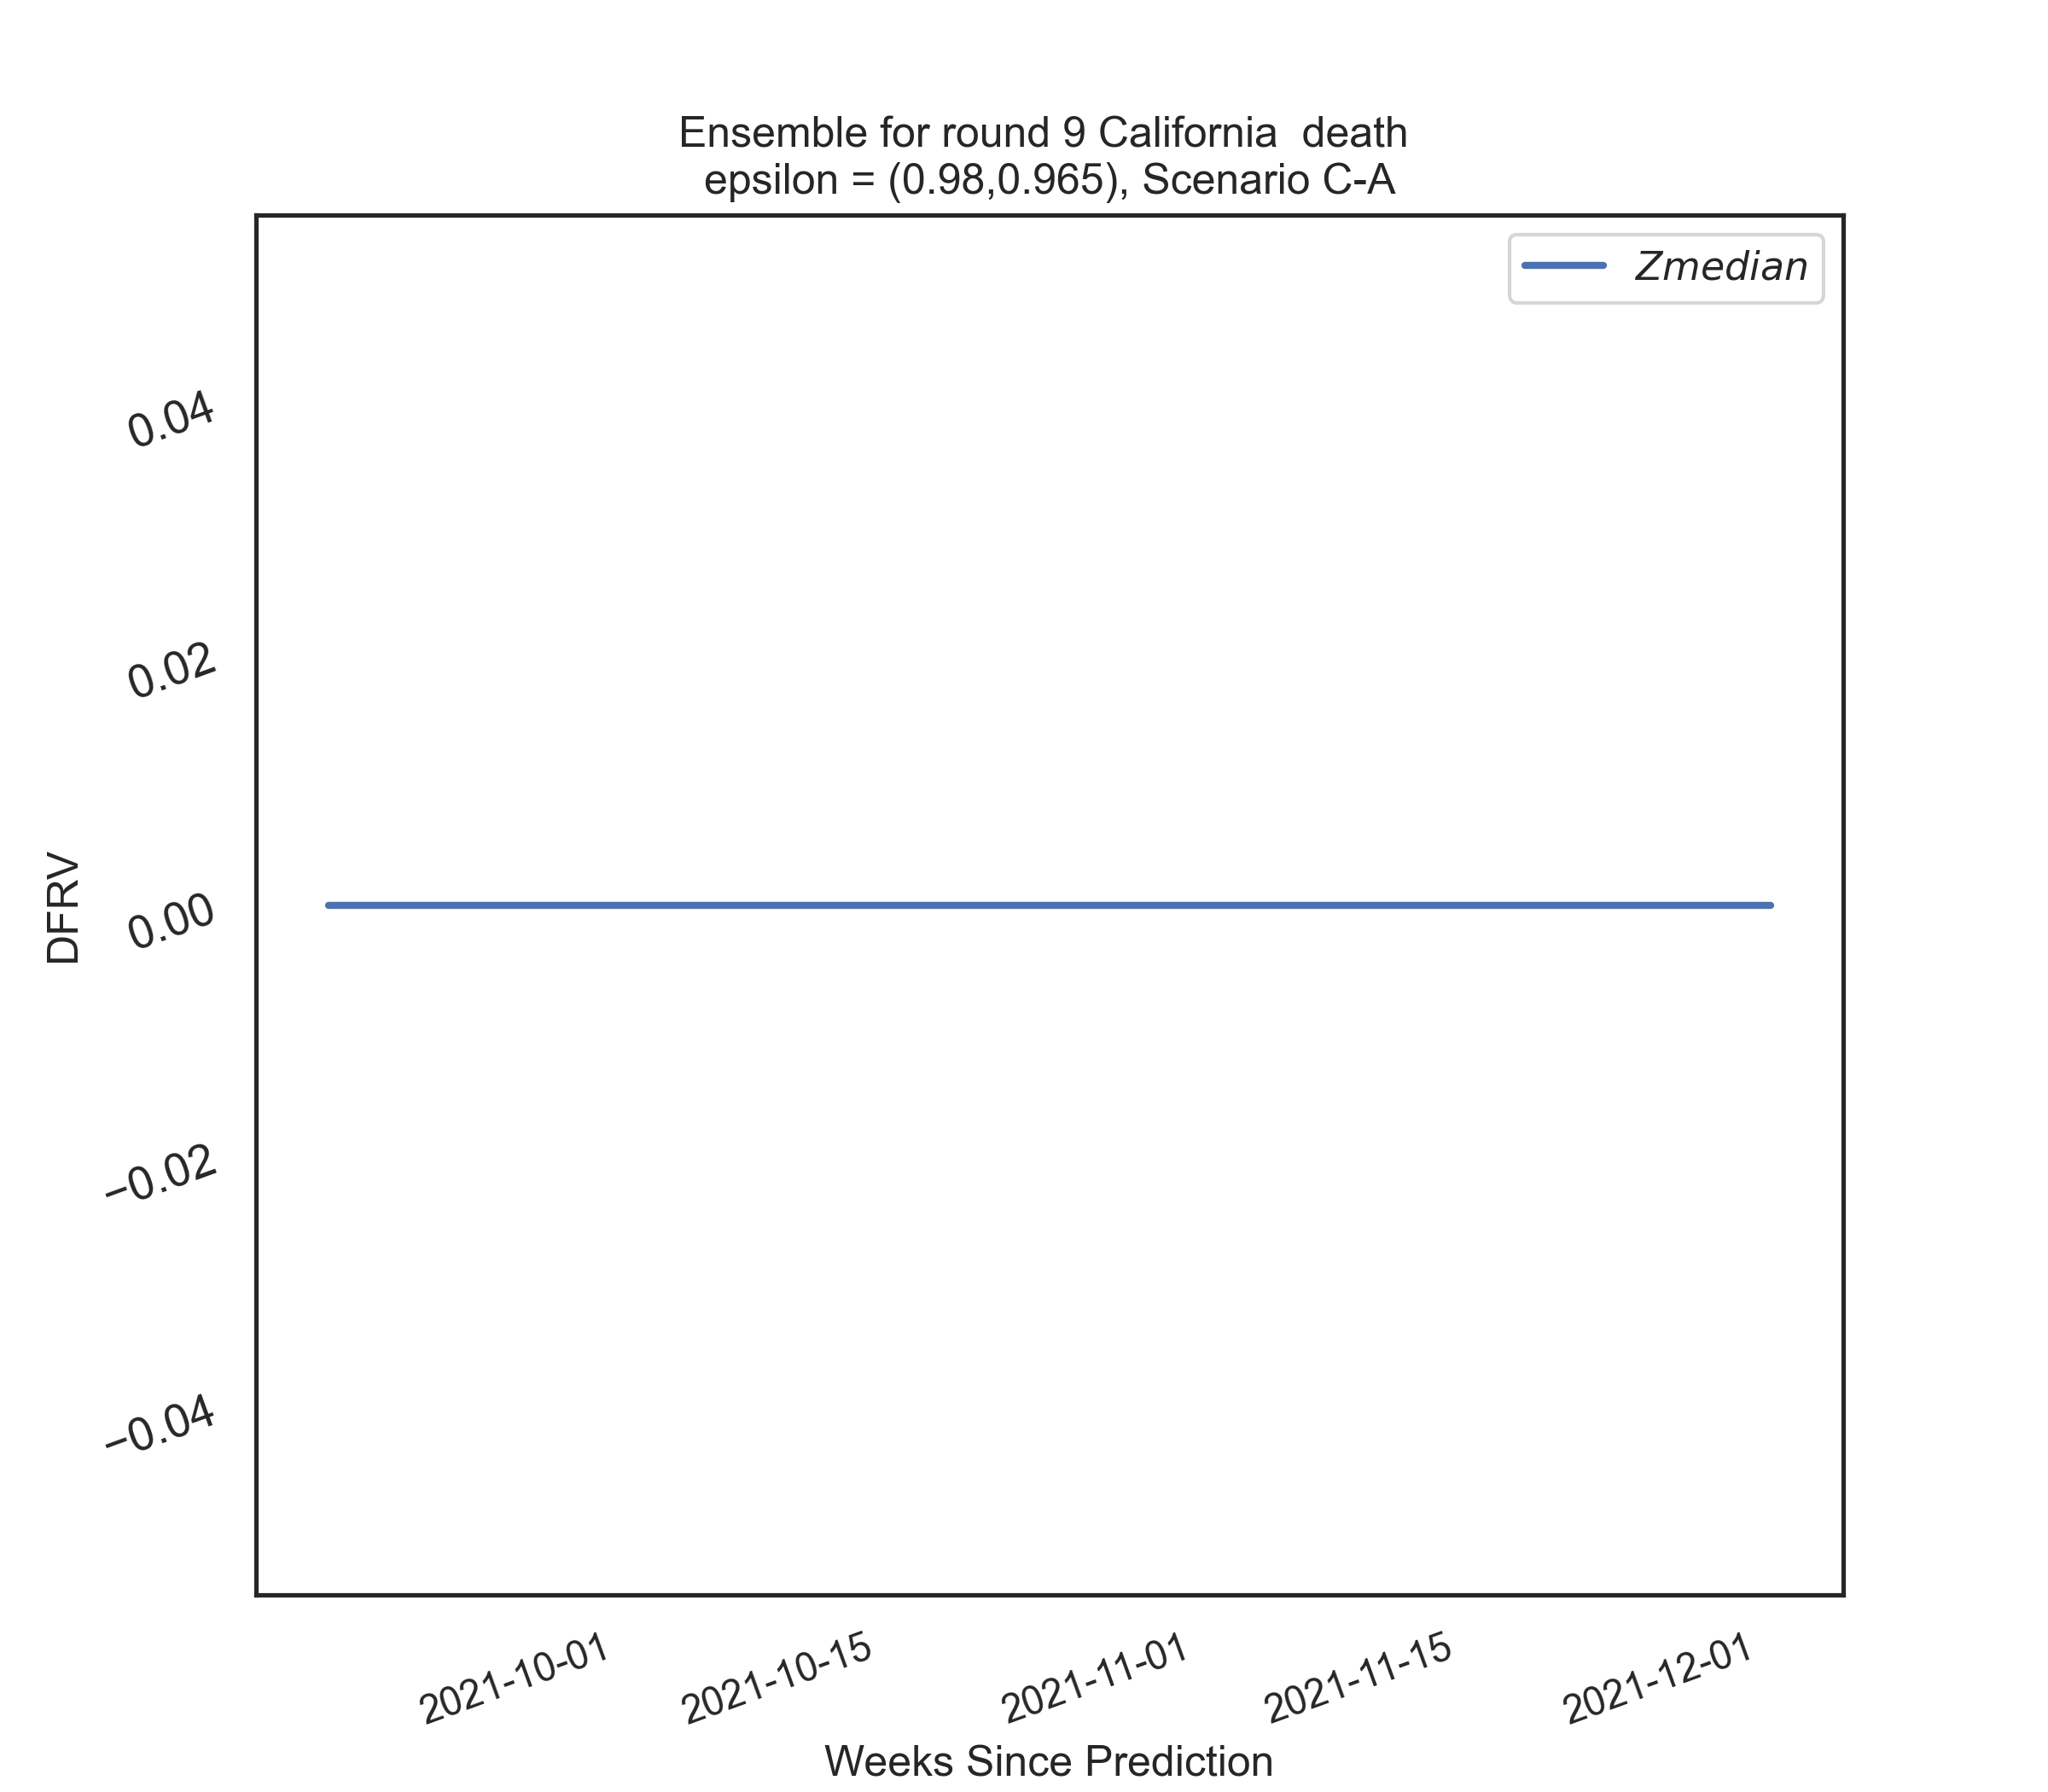 Ensemble for round 9 California  death
epsilon = (0.98,0.965), Scenario C-A
Zmedian
0.04
0.02
0.00
−0.02
−0.04
DFRV
2021-10-01
2021-10-15
2021-11-01
2021-11-15
2021-12-01
Weeks Since Prediction